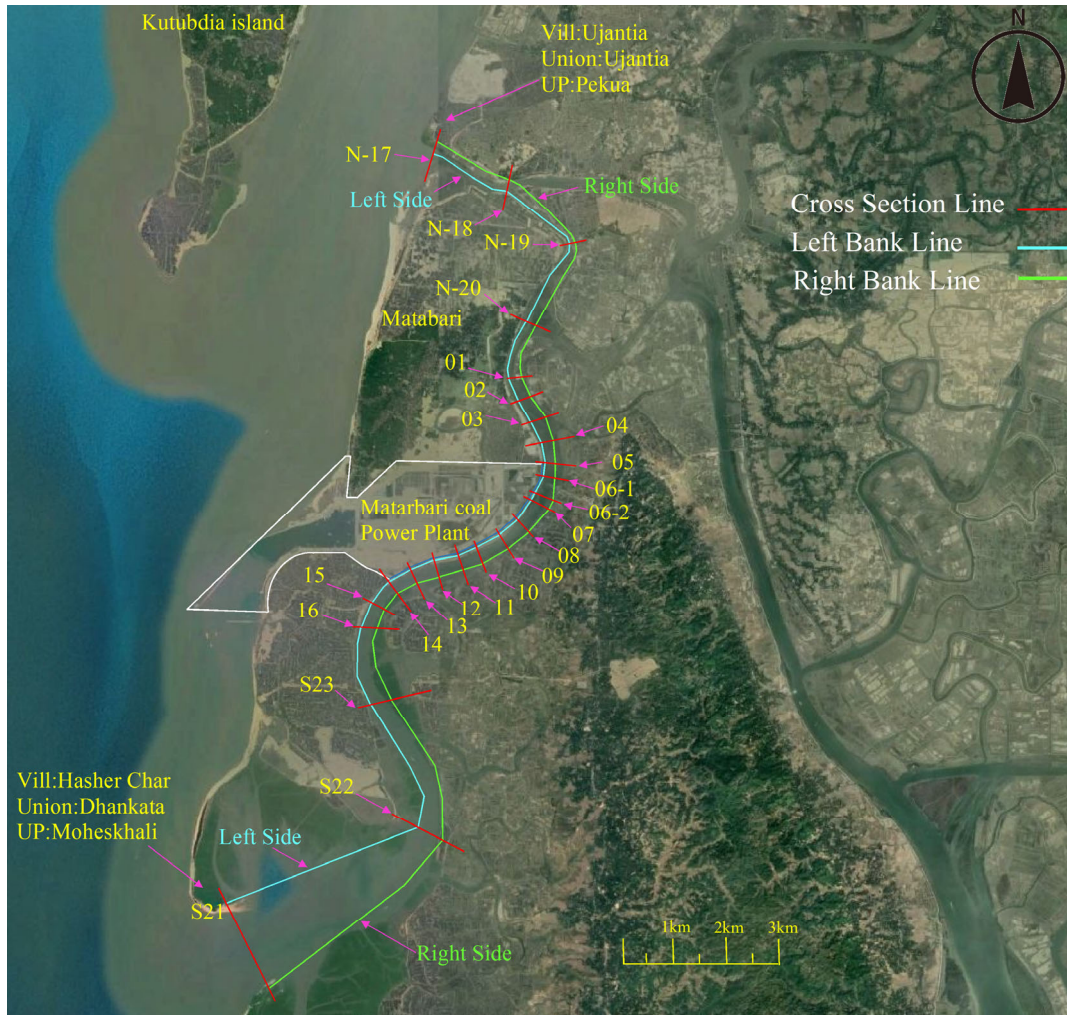 Kutubdia island
Vill:Ujantia
Union:Ujantia
UP:Pekua
N
N-17
Left Side
Right Side
N-18
N-19
Cross Section Line
Left Bank Line
Right Bank Line
N-20
Matabari
01
02
03
04
05
06-1
06-2
07
08
09
10
11
12
13
14
Matarbari coal
Power Plant
15
16
S23
S22
Vill:Hasher Char
Union:Dhankata
UP:Moheskhali
Left Side
S21
Right Side
1km 2km 3km